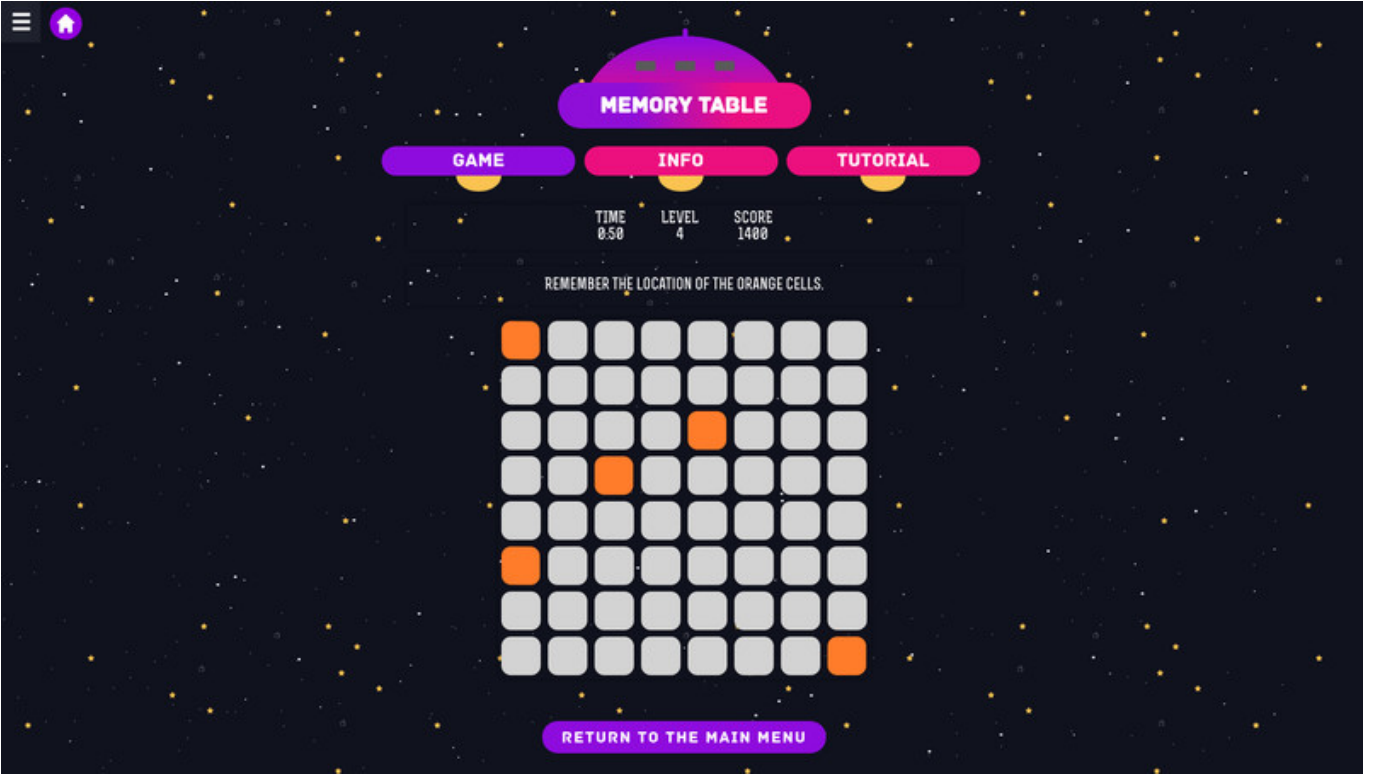 MEMORY TABLE
GAME INFO TUTORIAL
TIME LEVEL SCORE
0:50 4 1400
REMEMBER THE LOCATION OF THE ORANGE CELLS.
RETURN TO THE MAIN MENU